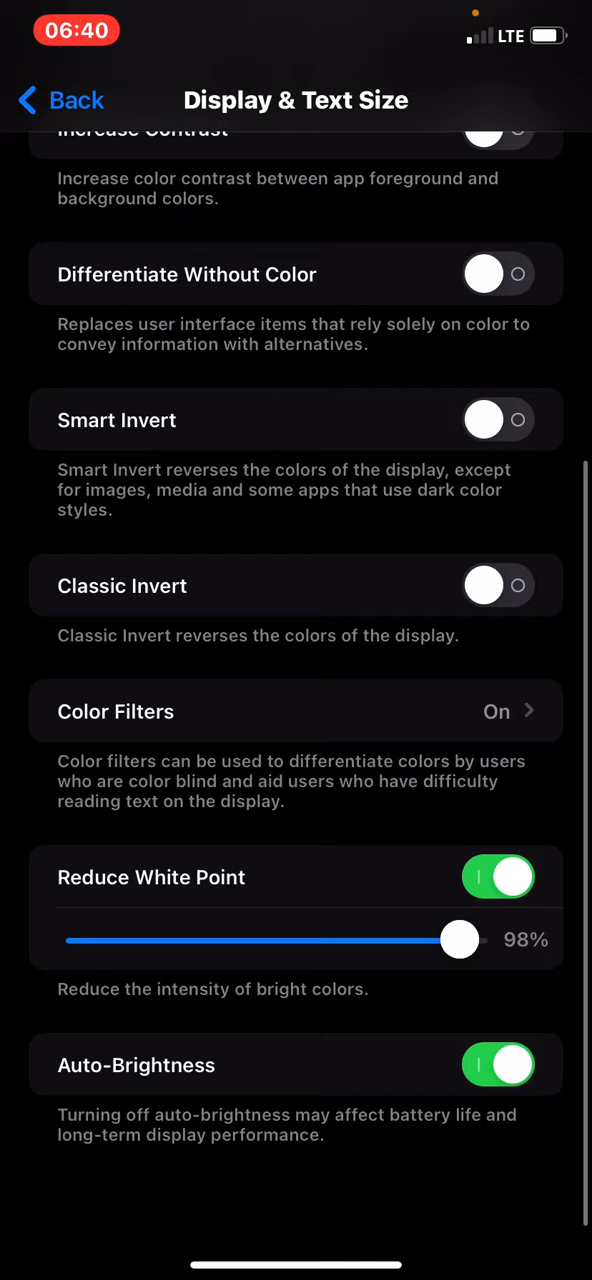 06:40
LTE
Back
Display & Text Size
Increase Contrast
Increase color contrast between app foreground and
background colors.
Differentiate Without Color
Replaces user interface items that rely solely on color to
convey information with alternatives.
Smart Invert
Smart Invert reverses the colors of the display, except
for images, media and some apps that use dark color
styles.
Classic Invert
Classic Invert reverses the colors of the display.
Color Filters
On
Color filters can be used to differentiate colors by users
who are color blind and aid users who have difficulty
reading text on the display.
Reduce White Point
98%
Reduce the intensity of bright colors.
Auto-Brightness
Turning off auto-brightness may affect battery life and
long-term display performance.